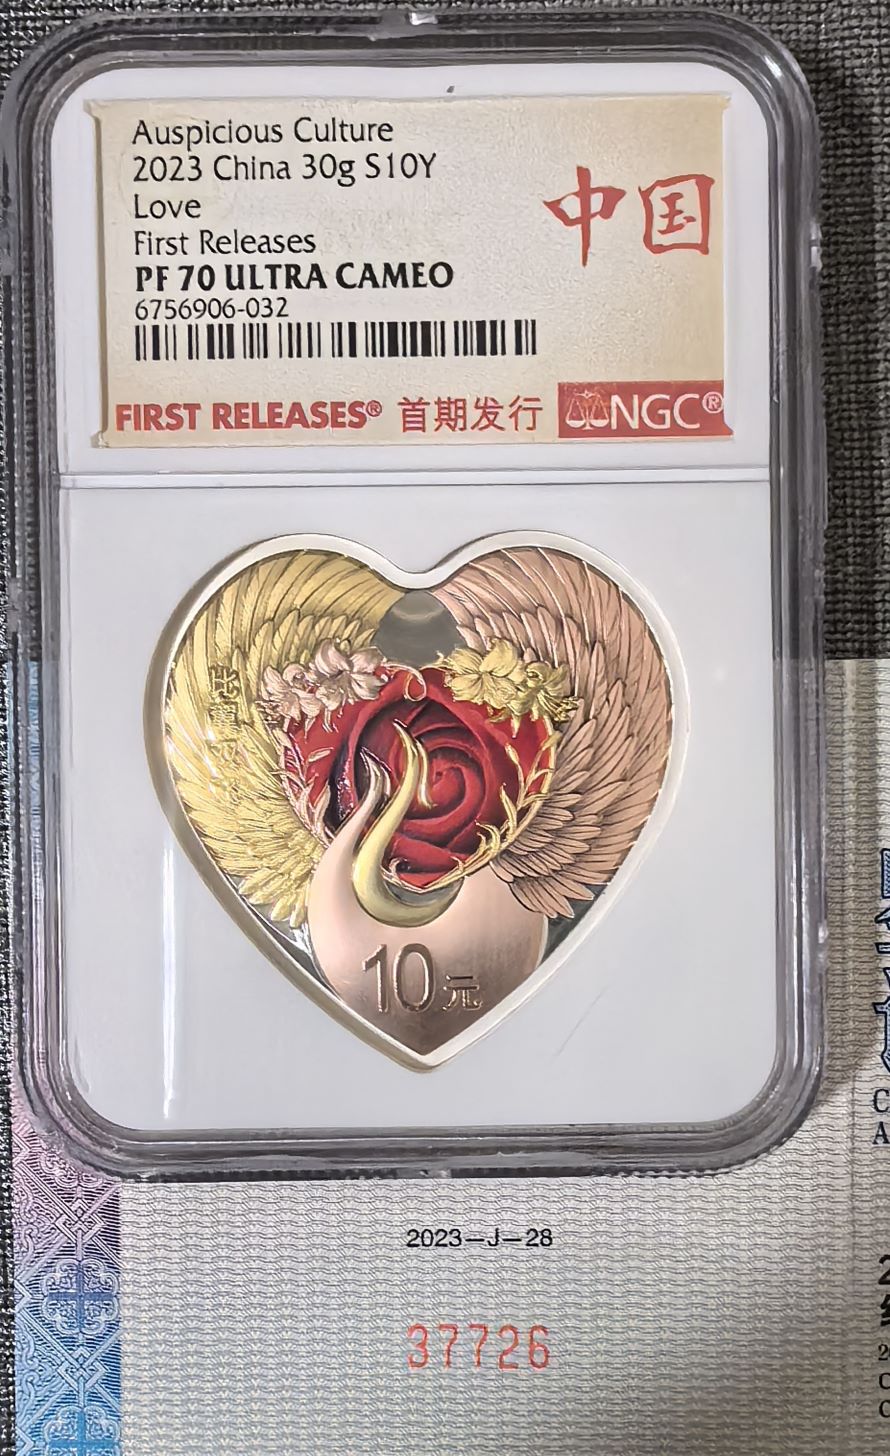 Auspicious Culture
2023 China 30g S10Y
Love
First Releases
PF 70 ULTRA CAMEO
6756906-032
中国
FIRST RELEASES® 首期发行 NGC®
10元
2023-J-28
37726